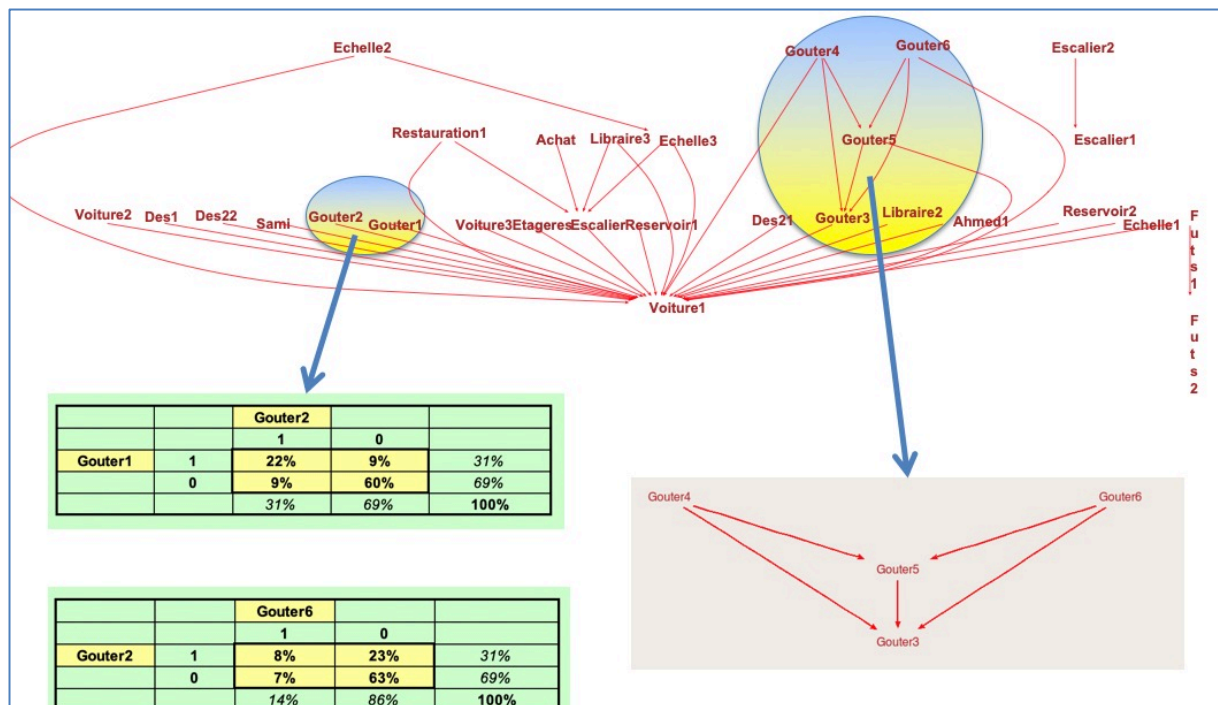 Echelle2
Gouter4
Gouter6
Escalier2
Restauration1
Achat
Libraire3
Echelle3
Gouter5
Escalier1
Voiture2
Des1
Des22
Sami
Gouter2
Gouter1
Voiture3
Etageres
Escalier
Reservoir1
Des21
Gouter3
Libraire2
Ahmed1
Reservoir2
Echelle1
Futs1
Voiture1
Futs2
Gouter2
1 0
Gouter1 1 22% 9% 31%
0 9% 60% 69%
31% 69% 100%
Gouter4
Gouter6
Gouter5
Gouter3
Gouter6
1 0
Gouter2 1 8% 23% 31%
0 7% 63% 69%
14% 86% 100%